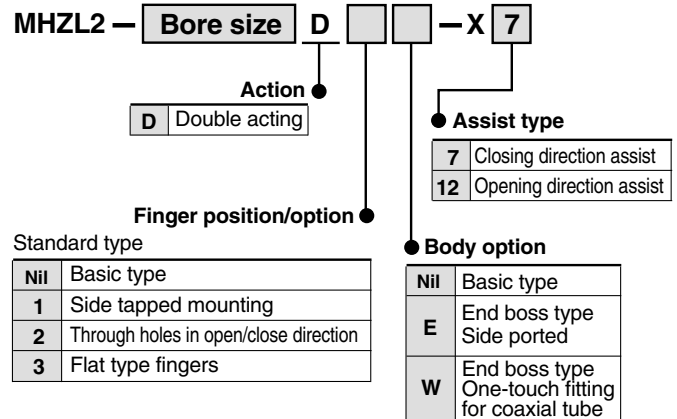 MHZL2 — Bore size D — X 7
Action
D Double acting
Assist type
7 Closing direction assist
12 Opening direction assist
Finger position/option
Standard type
Nil Basic type
1 Side tapped mounting
2 Through holes in open/close direction
3 Flat type fingers
Body option
Nil Basic type
E End boss type
Side ported
W End boss type
One-touch fitting
for coaxial tube